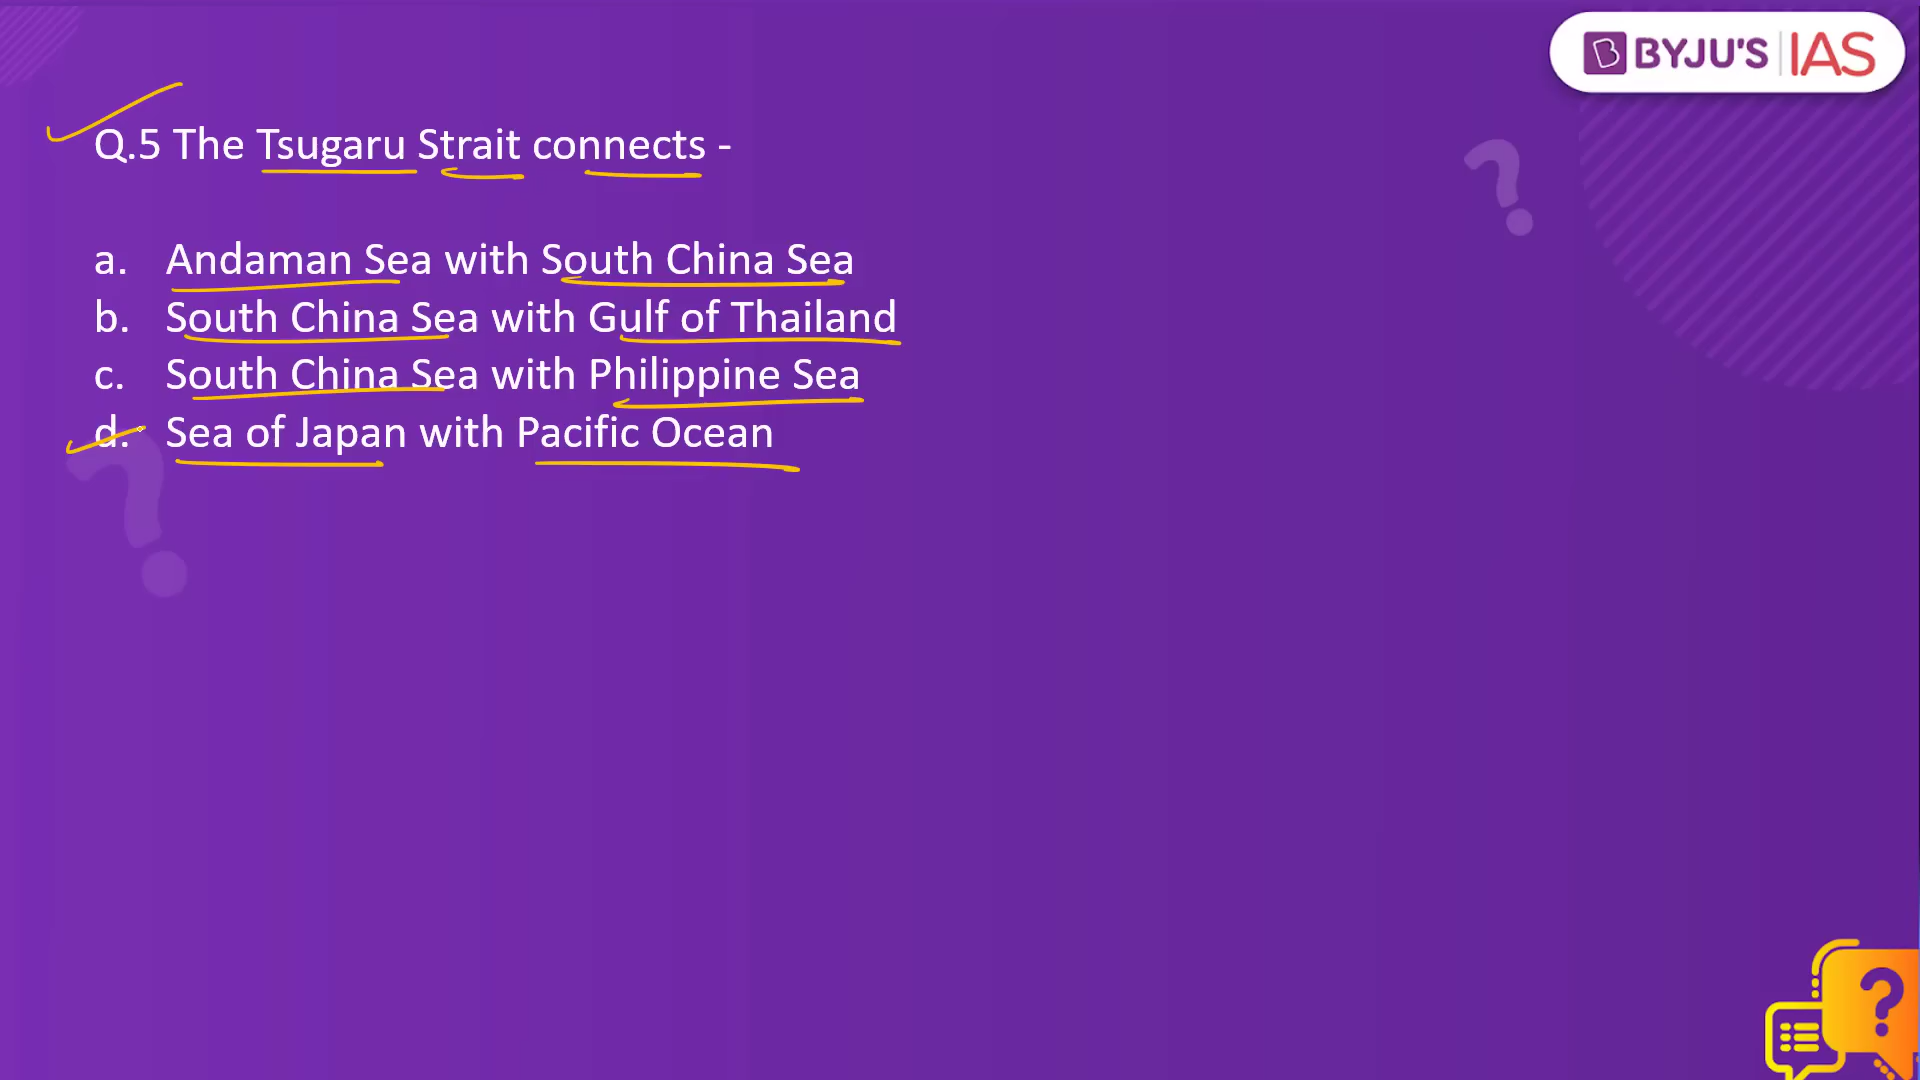 BYJU'S IAS
Q.5 The Tsugaru Strait connects -
a. Andaman Sea with South China Sea
b. South China Sea with Gulf of Thailand
c. South China Sea with Philippine Sea
d. Sea of Japan with Pacific Ocean